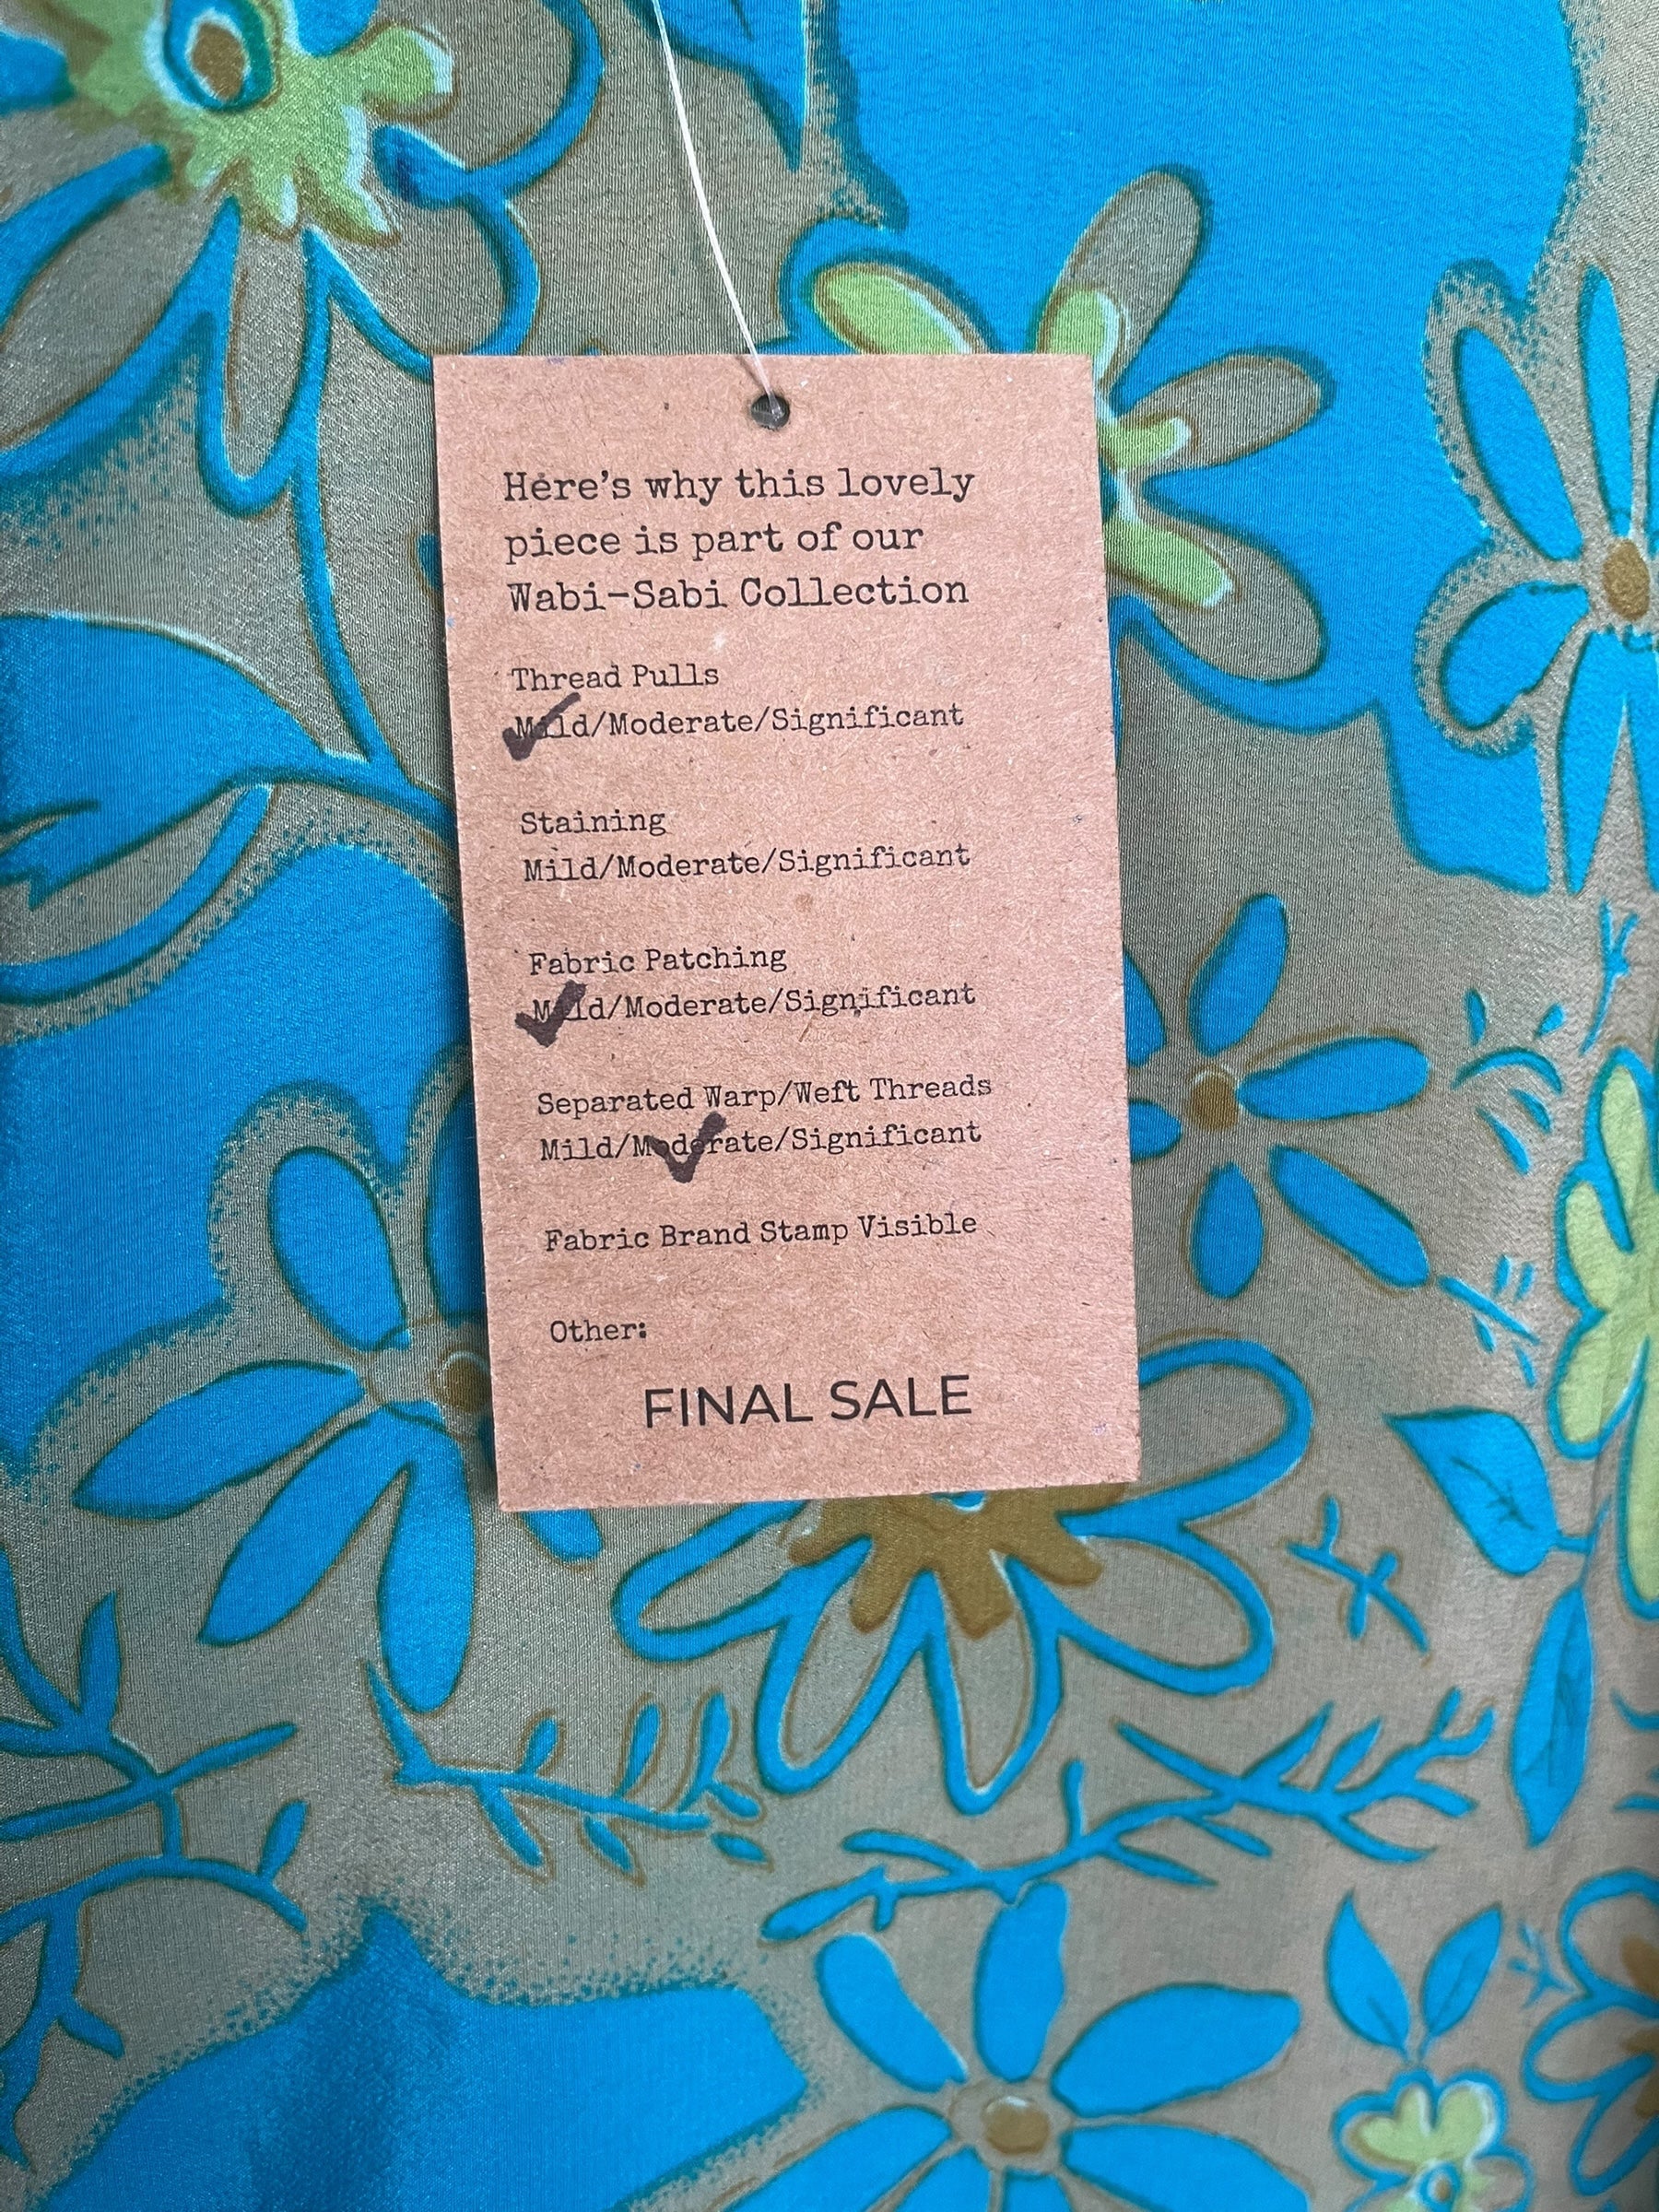 Here's why this lovely
piece is part of our
Wabi-Sabi Collection
Thread Pulls
Mild/Moderate/Significant
Staining
Mild/Moderate/Significant
Fabric Patching
Mild/Moderate/Significant
Separated Warp/Weft Threads
Mild/Moderate/Significant
Fabric Brand Stamp Visible
Other:
FINAL SALE